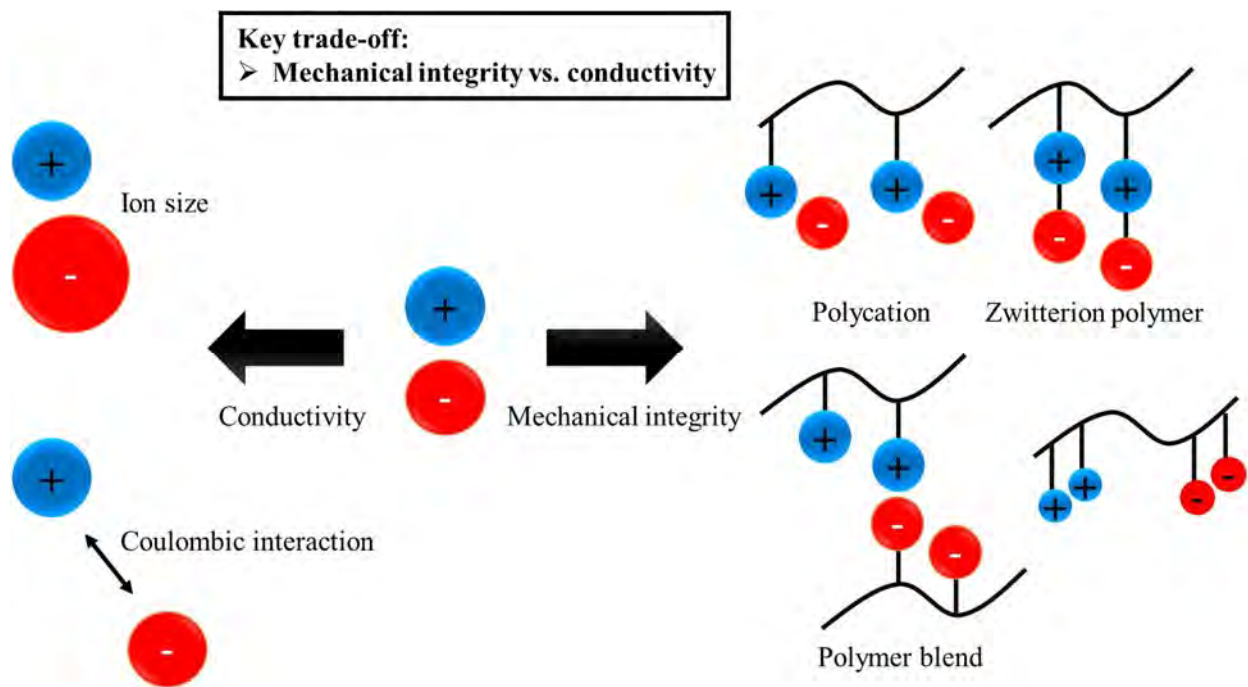 Key trade-off:
➢ Mechanical integrity vs. conductivity
+
Ion size
-
+
-
Conductivity
Mechanical integrity
+
Coulombic interaction
-
+
-
+
-
Polycation
+
+
-
-
Zwitterion polymer
+
+
-
-
Polymer blend
+
+
-
-